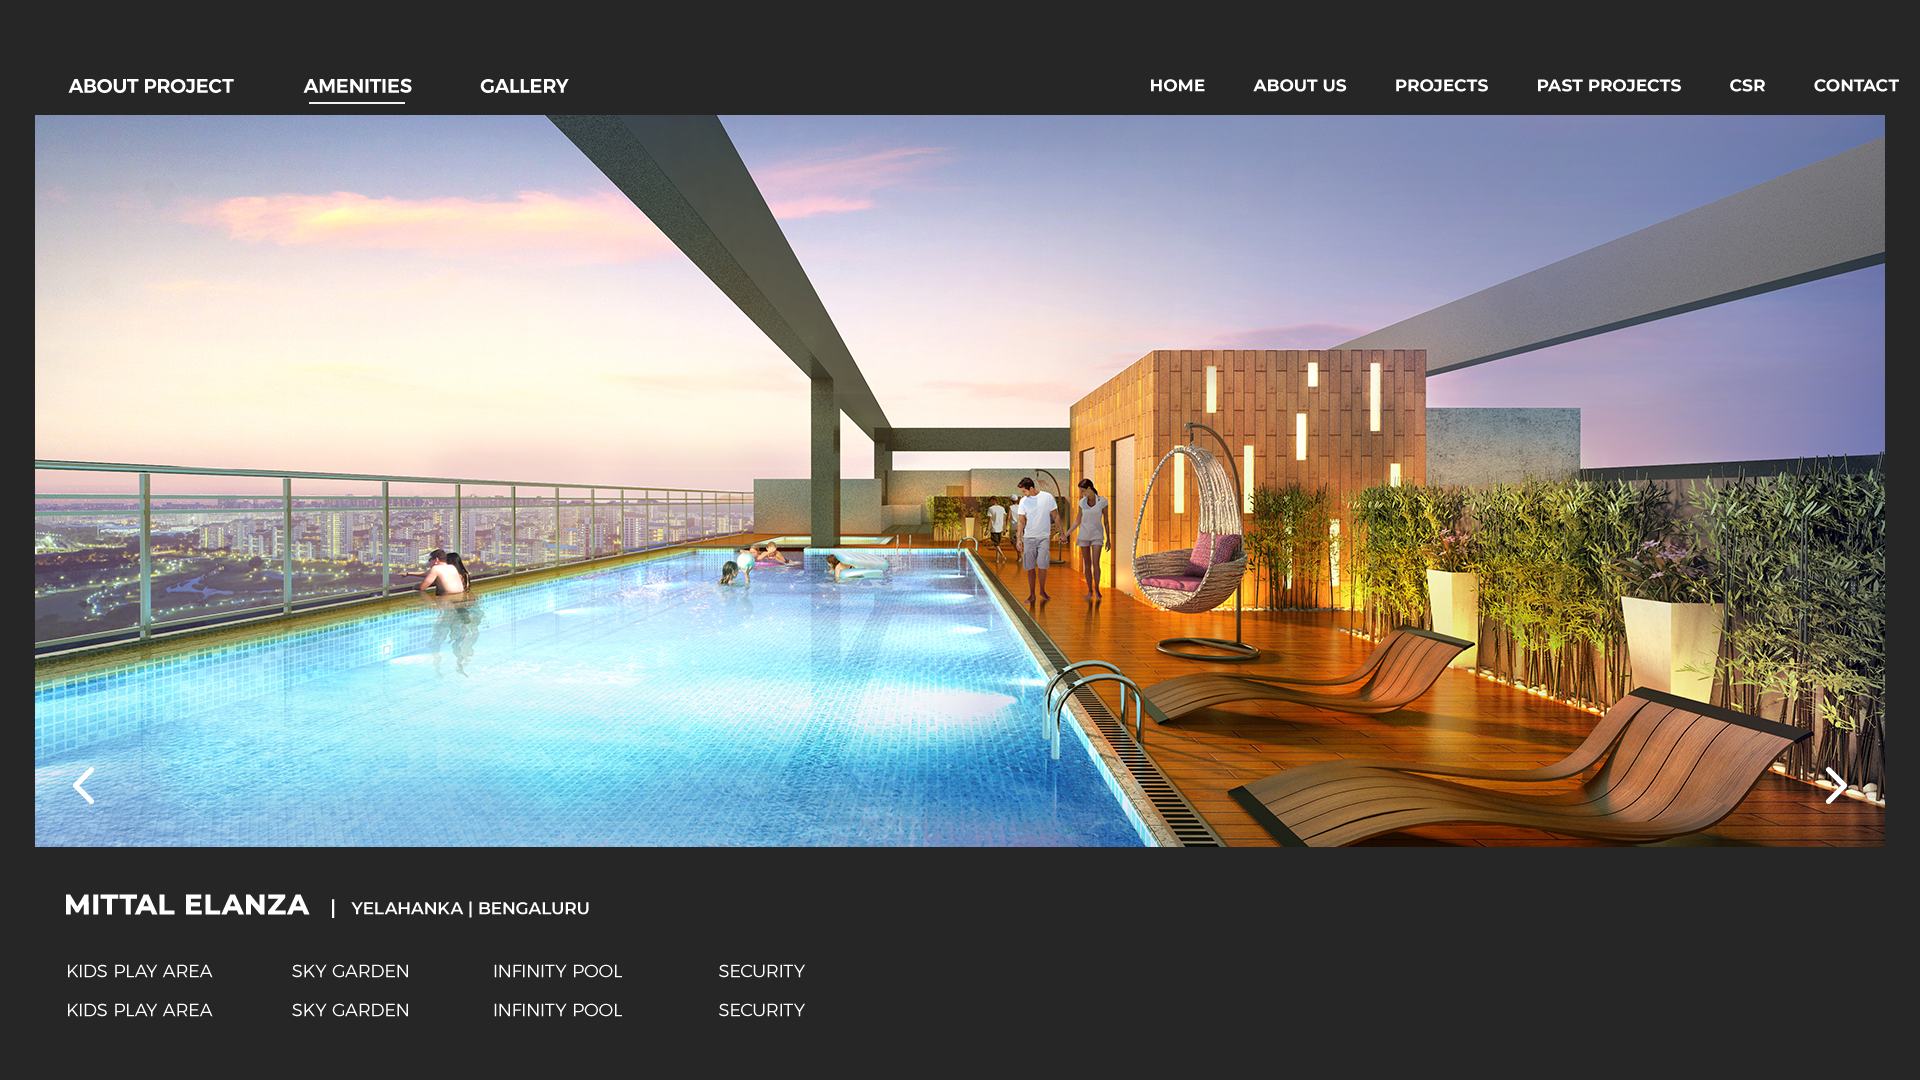 ABOUT PROJECT AMENITIES GALLERY HOME ABOUT US PROJECTS PAST PROJECTS CSR CONTACT
MITTAL ELANZA | YELAHANKA | BENGALURU
KIDS PLAY AREA SKY GARDEN INFINITY POOL SECURITY
KIDS PLAY AREA SKY GARDEN INFINITY POOL SECURITY